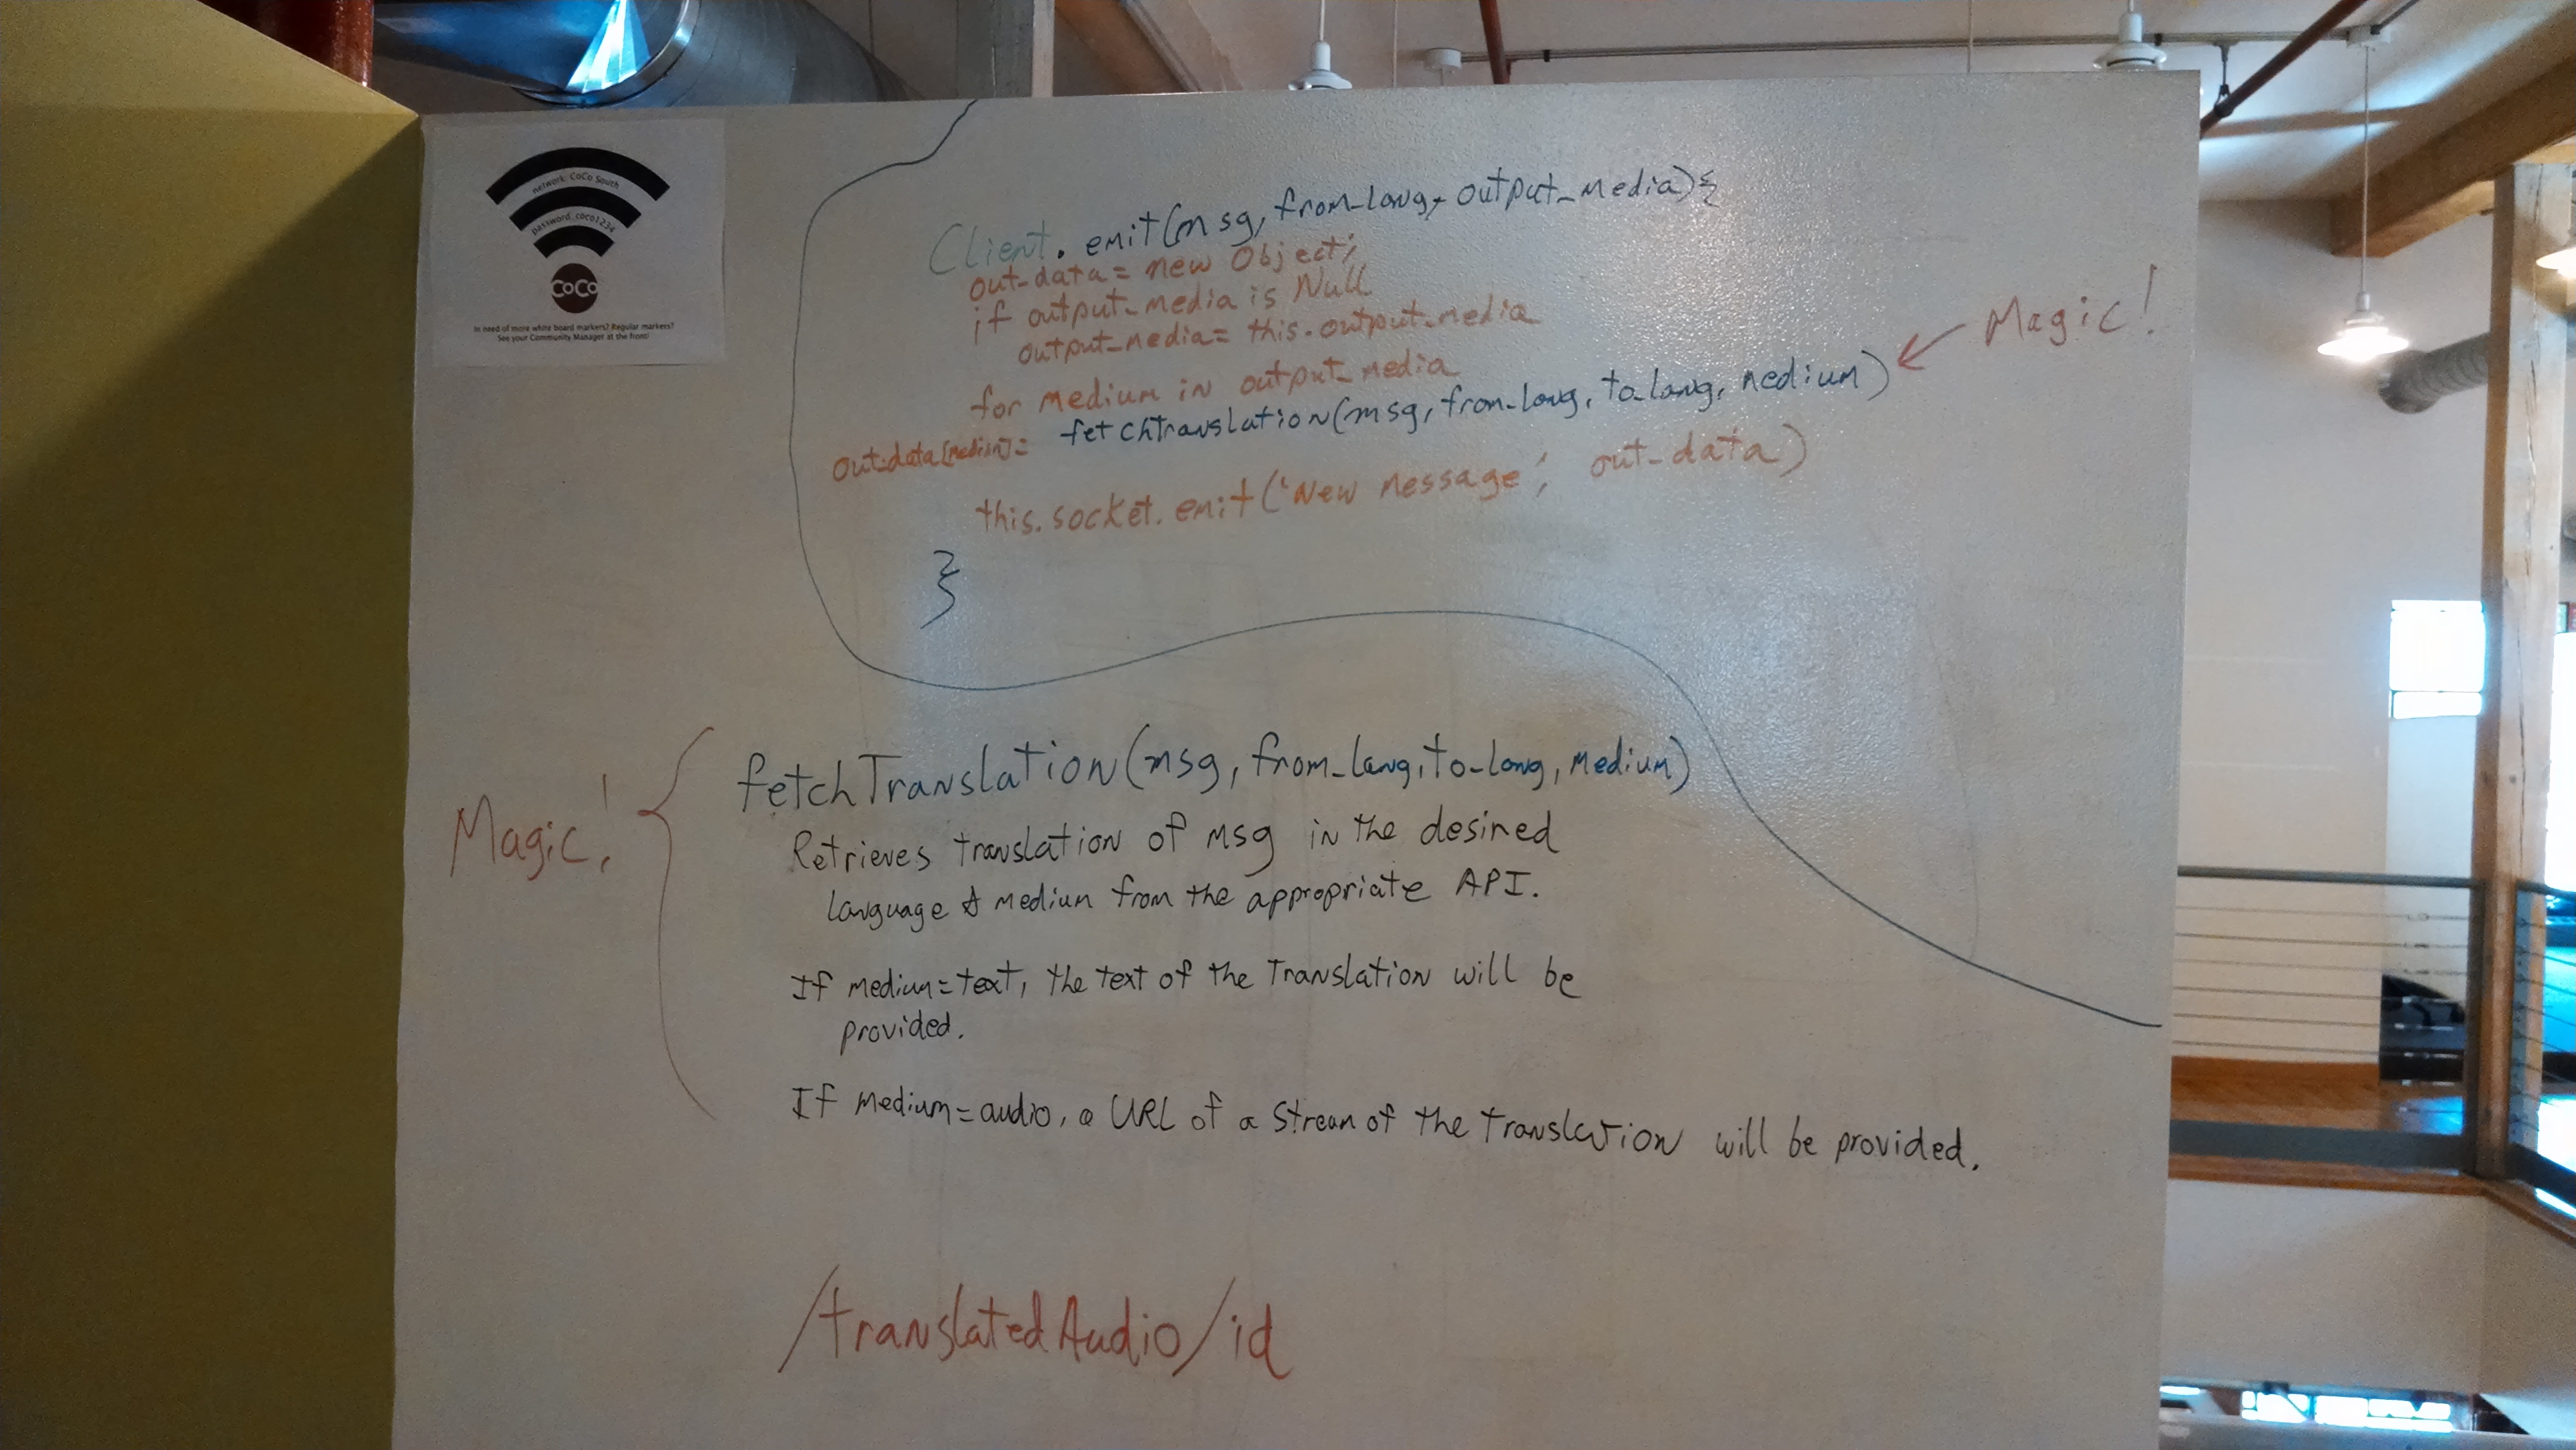 network: CoCo South
password: coco1234
CoCo
In need of more white board markers? Regular markers?
See your Community Manager at the front!
Client.emit(msg, from_lang, output_media){
out_data = new Object;
if output_media is Null
output_media = this.output_media
for medium in output_media
out_data[medium] = fetchTranslation(msg, from_lang, to_lang, medium)
Magic!
this.socket.emit('new message', out_data)
}
Magic!
fetchTranslation(msg, from_lang, to_lang, medium)
Retrieves translation of msg in the desired
language & medium from the appropriate API.
If medium=text, the text of the translation will be
provided.
If medium=audio, a URL of a stream of the translation will be provided.
/translatedAudio/id